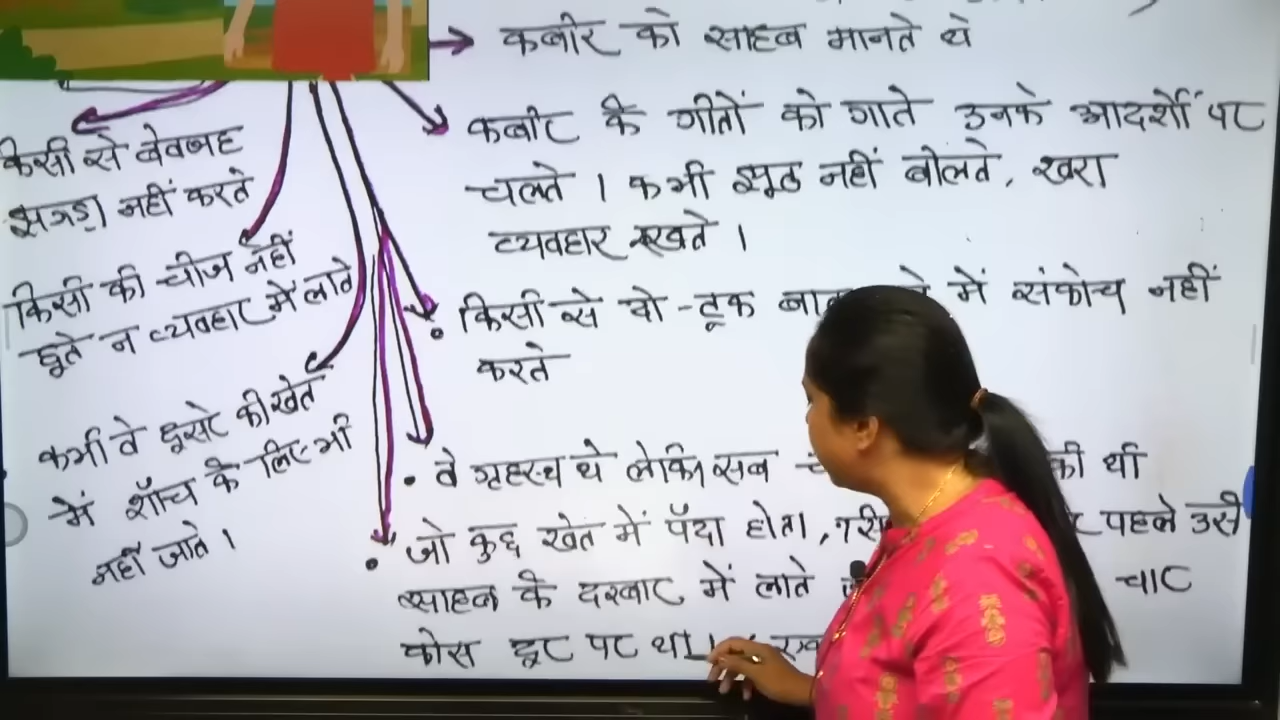 कबीर को साहब मानते थे
कबीर के गीतों को गाते उनके आदर्शों पर
चलते । कभी झूठ नहीं बोलते, खरा
व्यवहार रखते ।
किसी से दो-टूक बात में संकोच नहीं
करते
वे गृहस्थ थे लेकिन सब की थी
जो कुछ खेत में पैदा होता, पहले उसे
साहब के दरबार में लाते चार
कोस दूर पर था।
किसी से बेवजह
झगड़ा नहीं करते
किसी की चीज नहीं
छूते न व्यवहार में लाते
कभी वे दूसरे की खेत
में शौच के लिए भी
नहीं जाते ।